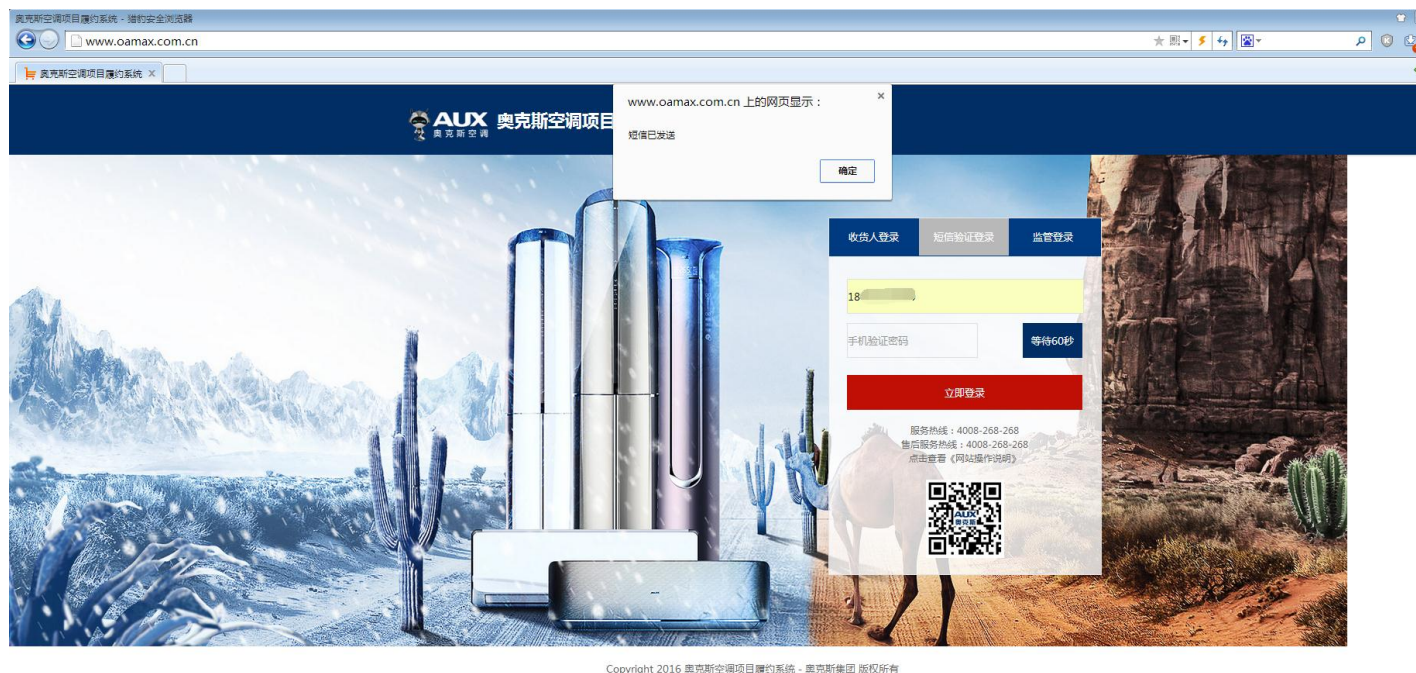 奥克斯空调项目履约系统 - 猎豹安全浏览器
www.oamax.com.cn
奥克斯空调项目履约系统
www.oamax.com.cn 上的网页显示：
短信已发送
确定
AUX 奥克斯空调项目
奥克斯空调
收货人登录 短信验证登录 监管登录
18
手机验证密码 等待60秒
立即登录
服务热线：4008-268-268
售后服务热线：4008-268-268
点击查看《网站操作说明》
AUX
奥克斯
Copyright 2016 奥克斯空调项目履约系统 - 奥克斯集团 版权所有